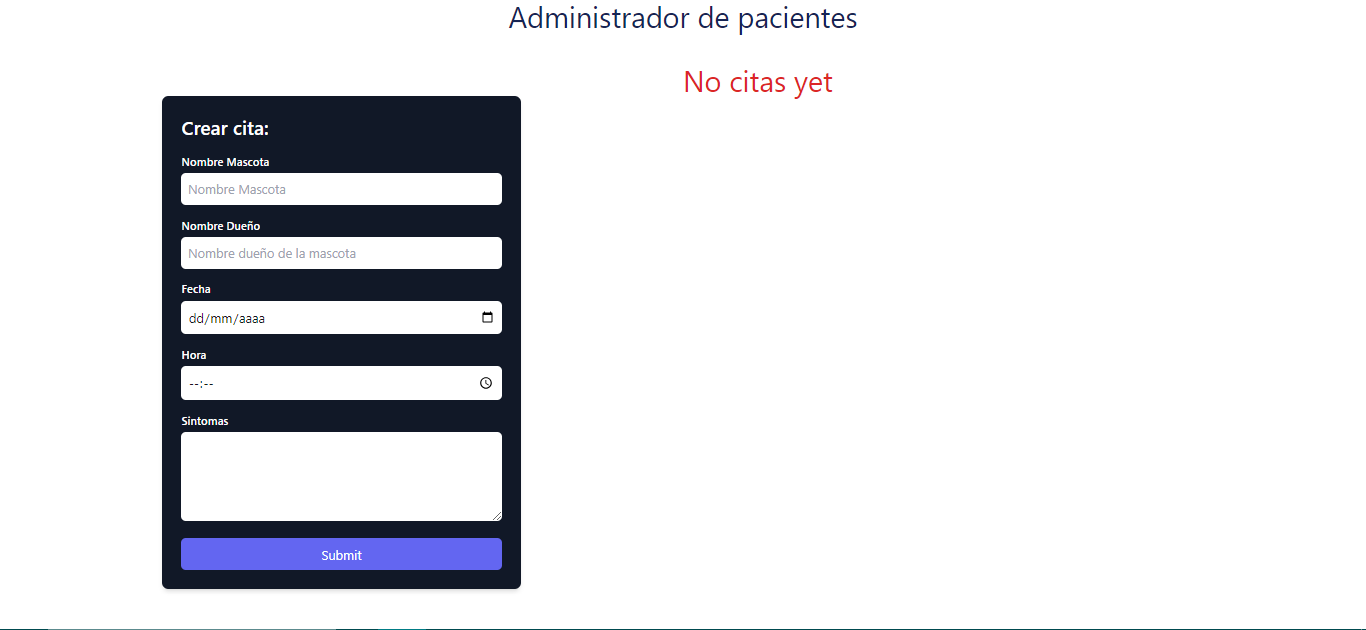 Administrador de pacientes
No citas yet
Crear cita:
Nombre Mascota
Nombre Mascota
Nombre Dueño
Nombre dueño de la mascota
Fecha
dd/mm/aaaa
Hora
--:--
Sintomas
Submit